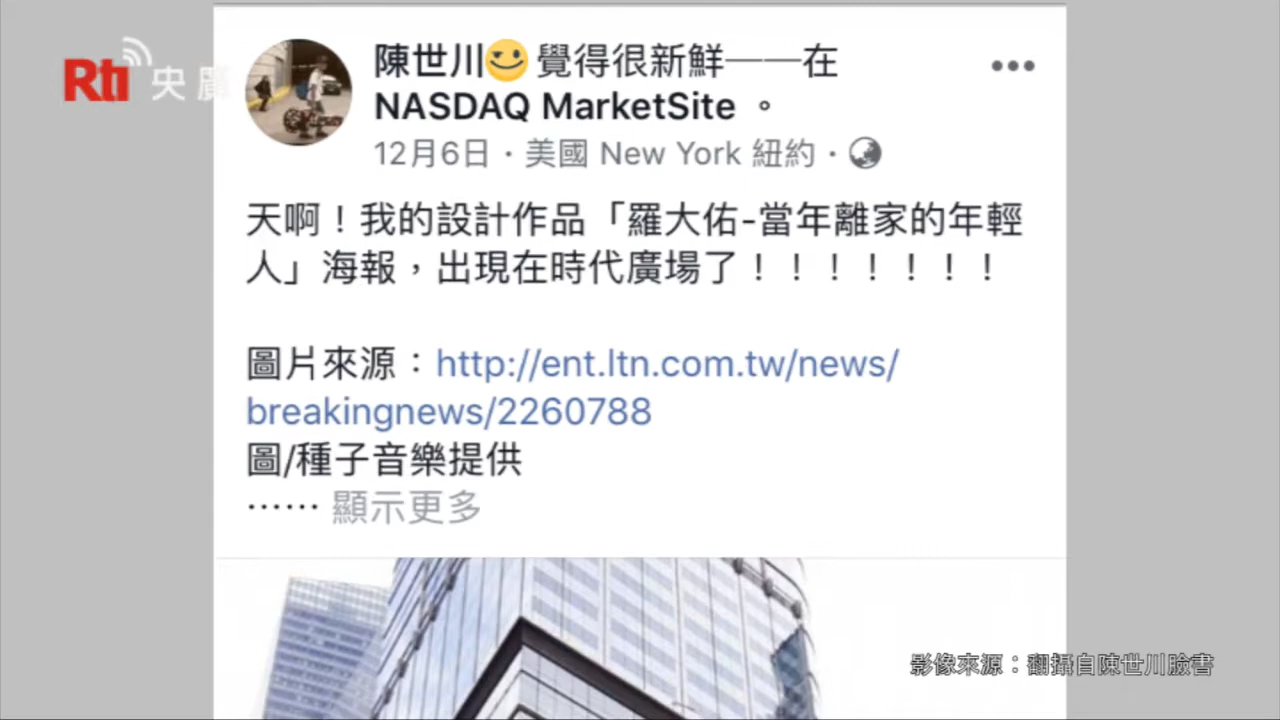 Rti 央廣
陳世川😉覺得很新鮮——在
NASDAQ MarketSite。
12月6日·美國 New York 紐約·
天啊！我的設計作品「羅大佑-當年離家的年輕
人」海報，出現在時代廣場了！！！！！！！
圖片來源：http://ent.ltn.com.tw/news/
breakingnews/2260788
圖/種子音樂提供
⋯⋯ 顯示更多
影像來源：翻攝自陳世川臉書